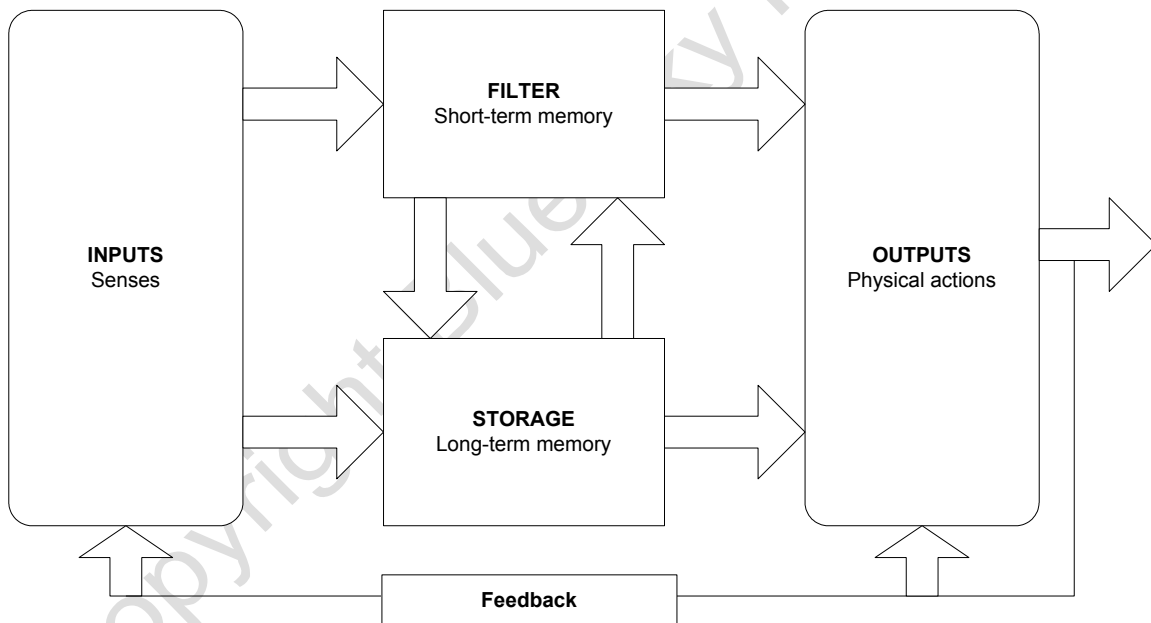 FILTER
Short-term memory
INPUTS
Senses
OUTPUTS
Physical actions
STORAGE
Long-term memory
Feedback